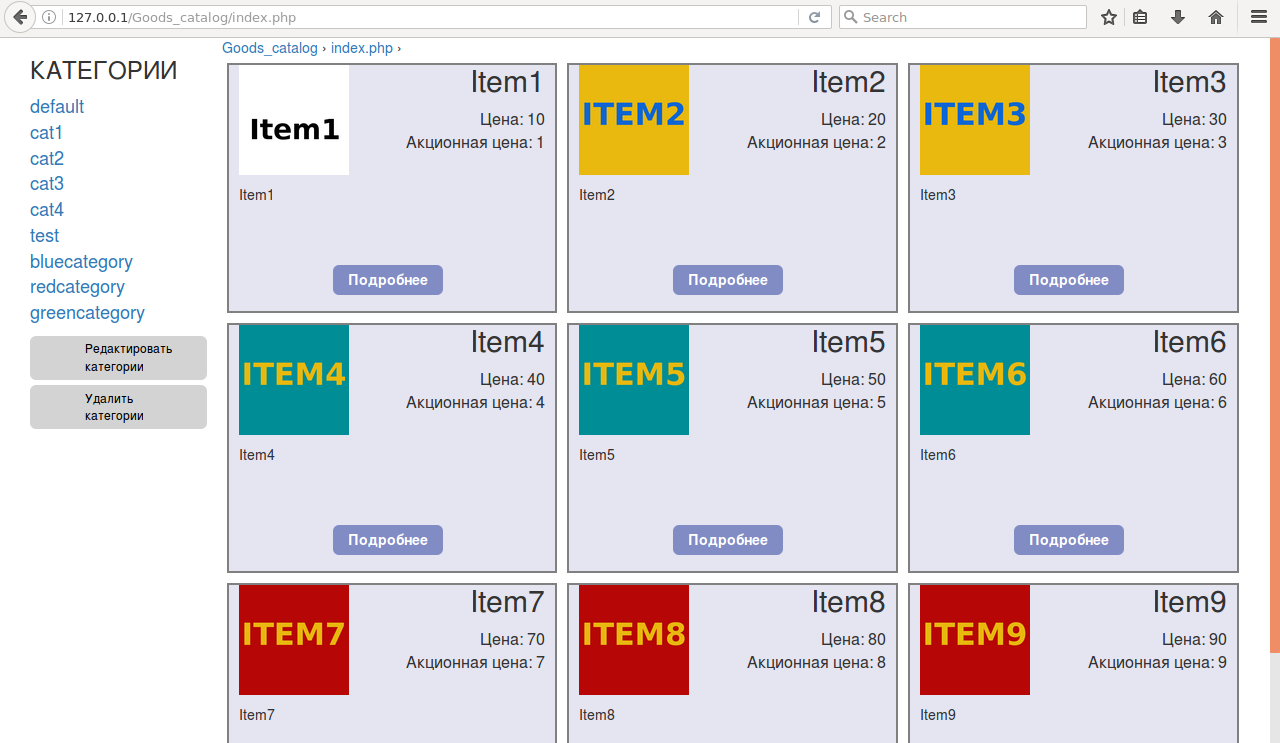 127.0.0.1/Goods_catalog/index.php
Search
Goods_catalog › index.php ›
КАТЕГОРИИ
default
cat1
cat2
cat3
cat4
test
bluecategory
redcategory
greencategory
Редактировать
категории
Удалить
категории
Item1
Item1
Цена: 10
Акционная цена: 1
Item1
Подробнее
ITEM2
Item2
Цена: 20
Акционная цена: 2
Item2
Подробнее
ITEM3
Item3
Цена: 30
Акционная цена: 3
Item3
Подробнее
ITEM4
Item4
Цена: 40
Акционная цена: 4
Item4
Подробнее
ITEM5
Item5
Цена: 50
Акционная цена: 5
Item5
Подробнее
ITEM6
Item6
Цена: 60
Акционная цена: 6
Item6
Подробнее
ITEM7
Item7
Цена: 70
Акционная цена: 7
Item7
ITEM8
Item8
Цена: 80
Акционная цена: 8
Item8
ITEM9
Item9
Цена: 90
Акционная цена: 9
Item9